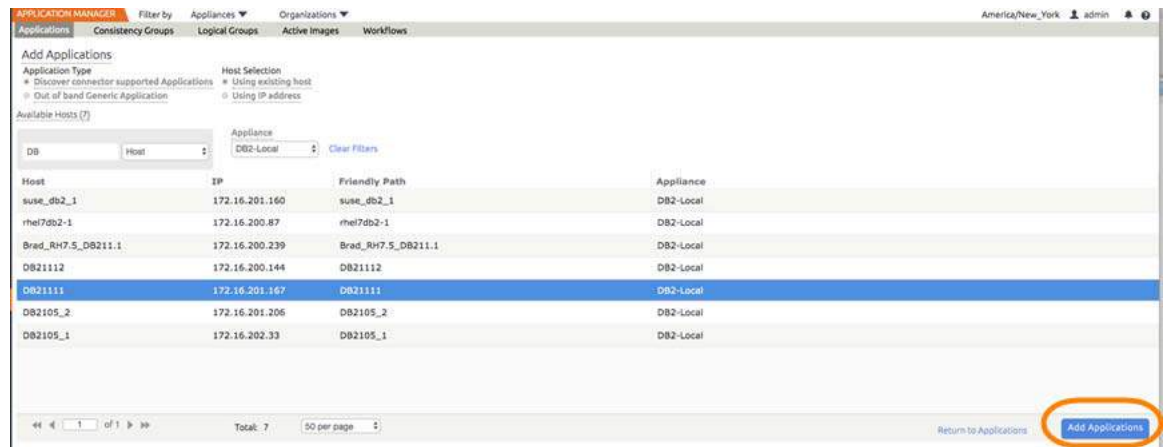 APPLICATION MANAGER Filter by Appliances ▼ Organizations ▼ America/New_York admin
Applications Consistency Groups Logical Groups Active Images Workflows
Add Applications
Application Type Host Selection
Discover connector supported Applications Using existing host
Out of band Generic Application Using IP address
Available Hosts (7)
Appliance
DB Host DB2-Local Clear Filters
Host IP Friendly Path Appliance
suse_db2_1 172.16.201.160 suse_db2_1 DB2-Local
rhel7db2-1 172.16.200.87 rhel7db2-1 DB2-Local
Brad_RH7.5_DB211.1 172.16.200.239 Brad_RH7.5_DB211.1 DB2-Local
DB21112 172.16.200.144 DB21112 DB2-Local
DB21111 172.16.201.167 DB21111 DB2-Local
DB2105_2 172.16.201.206 DB2105_2 DB2-Local
DB2105_1 172.16.202.33 DB2105_1 DB2-Local
1 of 1 Total: 7 50 per page Return to Applications Add Applications